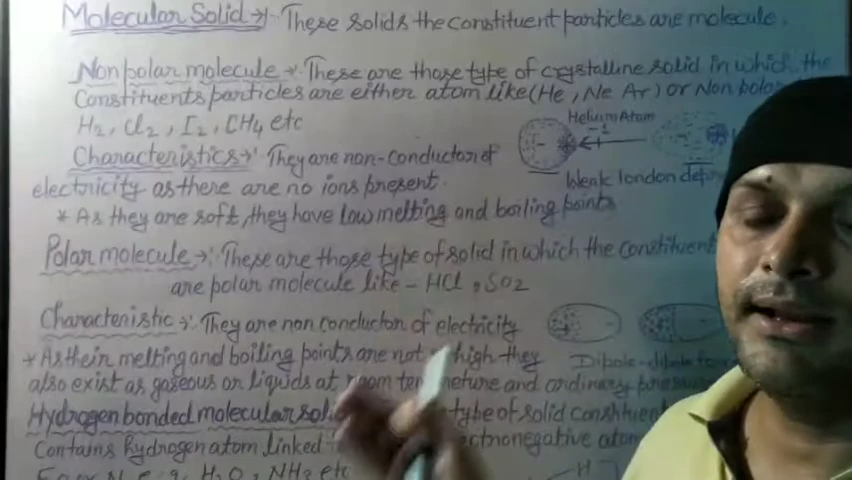 Molecular Solid → These solids the constituent particles are molecule.
Nonpolar molecule → These are those type of crystalline solid in which the
Constituents particles are either atom like (He, Ne Ar) or Non
H2, Cl2, I2, CH4 etc
Helium Atom
Characteristics → They are non-conductor of
electricity as there are no ions present.
Weak london
* As they are soft, they have low melting and boiling points
Polar molecule → These are those type of solid in which the constituent
are polar molecule like - HCl, SO2
Characteristic → They are non conductor of electricity
* As their melting and boiling points are not high they
Dipole-dipole
also exist as gaseous or liquids at room and ordinary
Hydrogen bonded molecular type of solid constituent
Contains hydrogen atom linked
H2O, NH3 etc
H